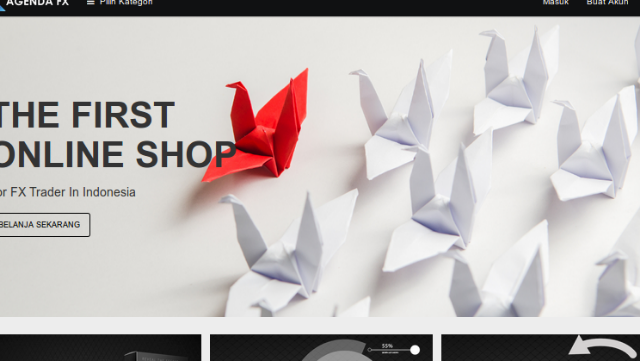 AGENDA FX
Pilih Kategori
Masuk
Buat Akun
THE FIRST
ONLINE SHOP
or FX Trader In Indonesia
BELANJA SEKARANG
55%